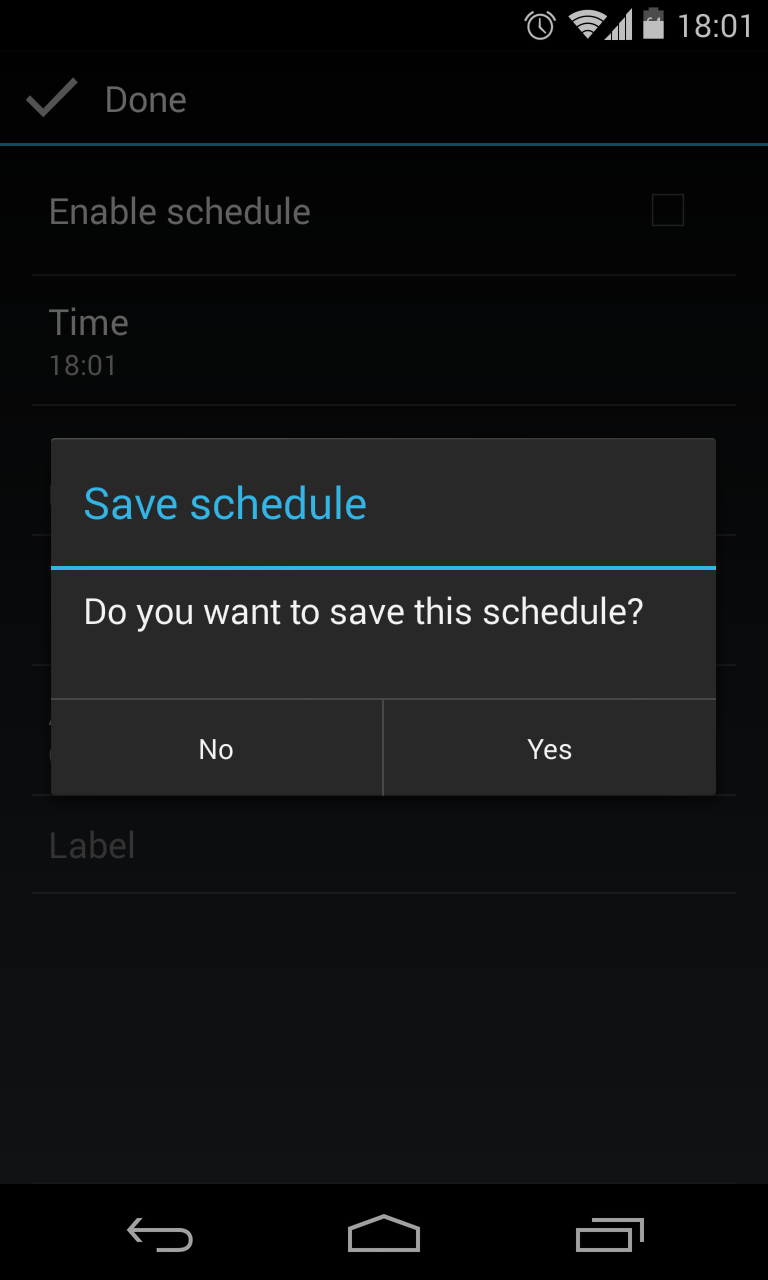 18:01
Done
Enable schedule
Time
18:01
Save schedule
Do you want to save this schedule?
No
Yes
Label